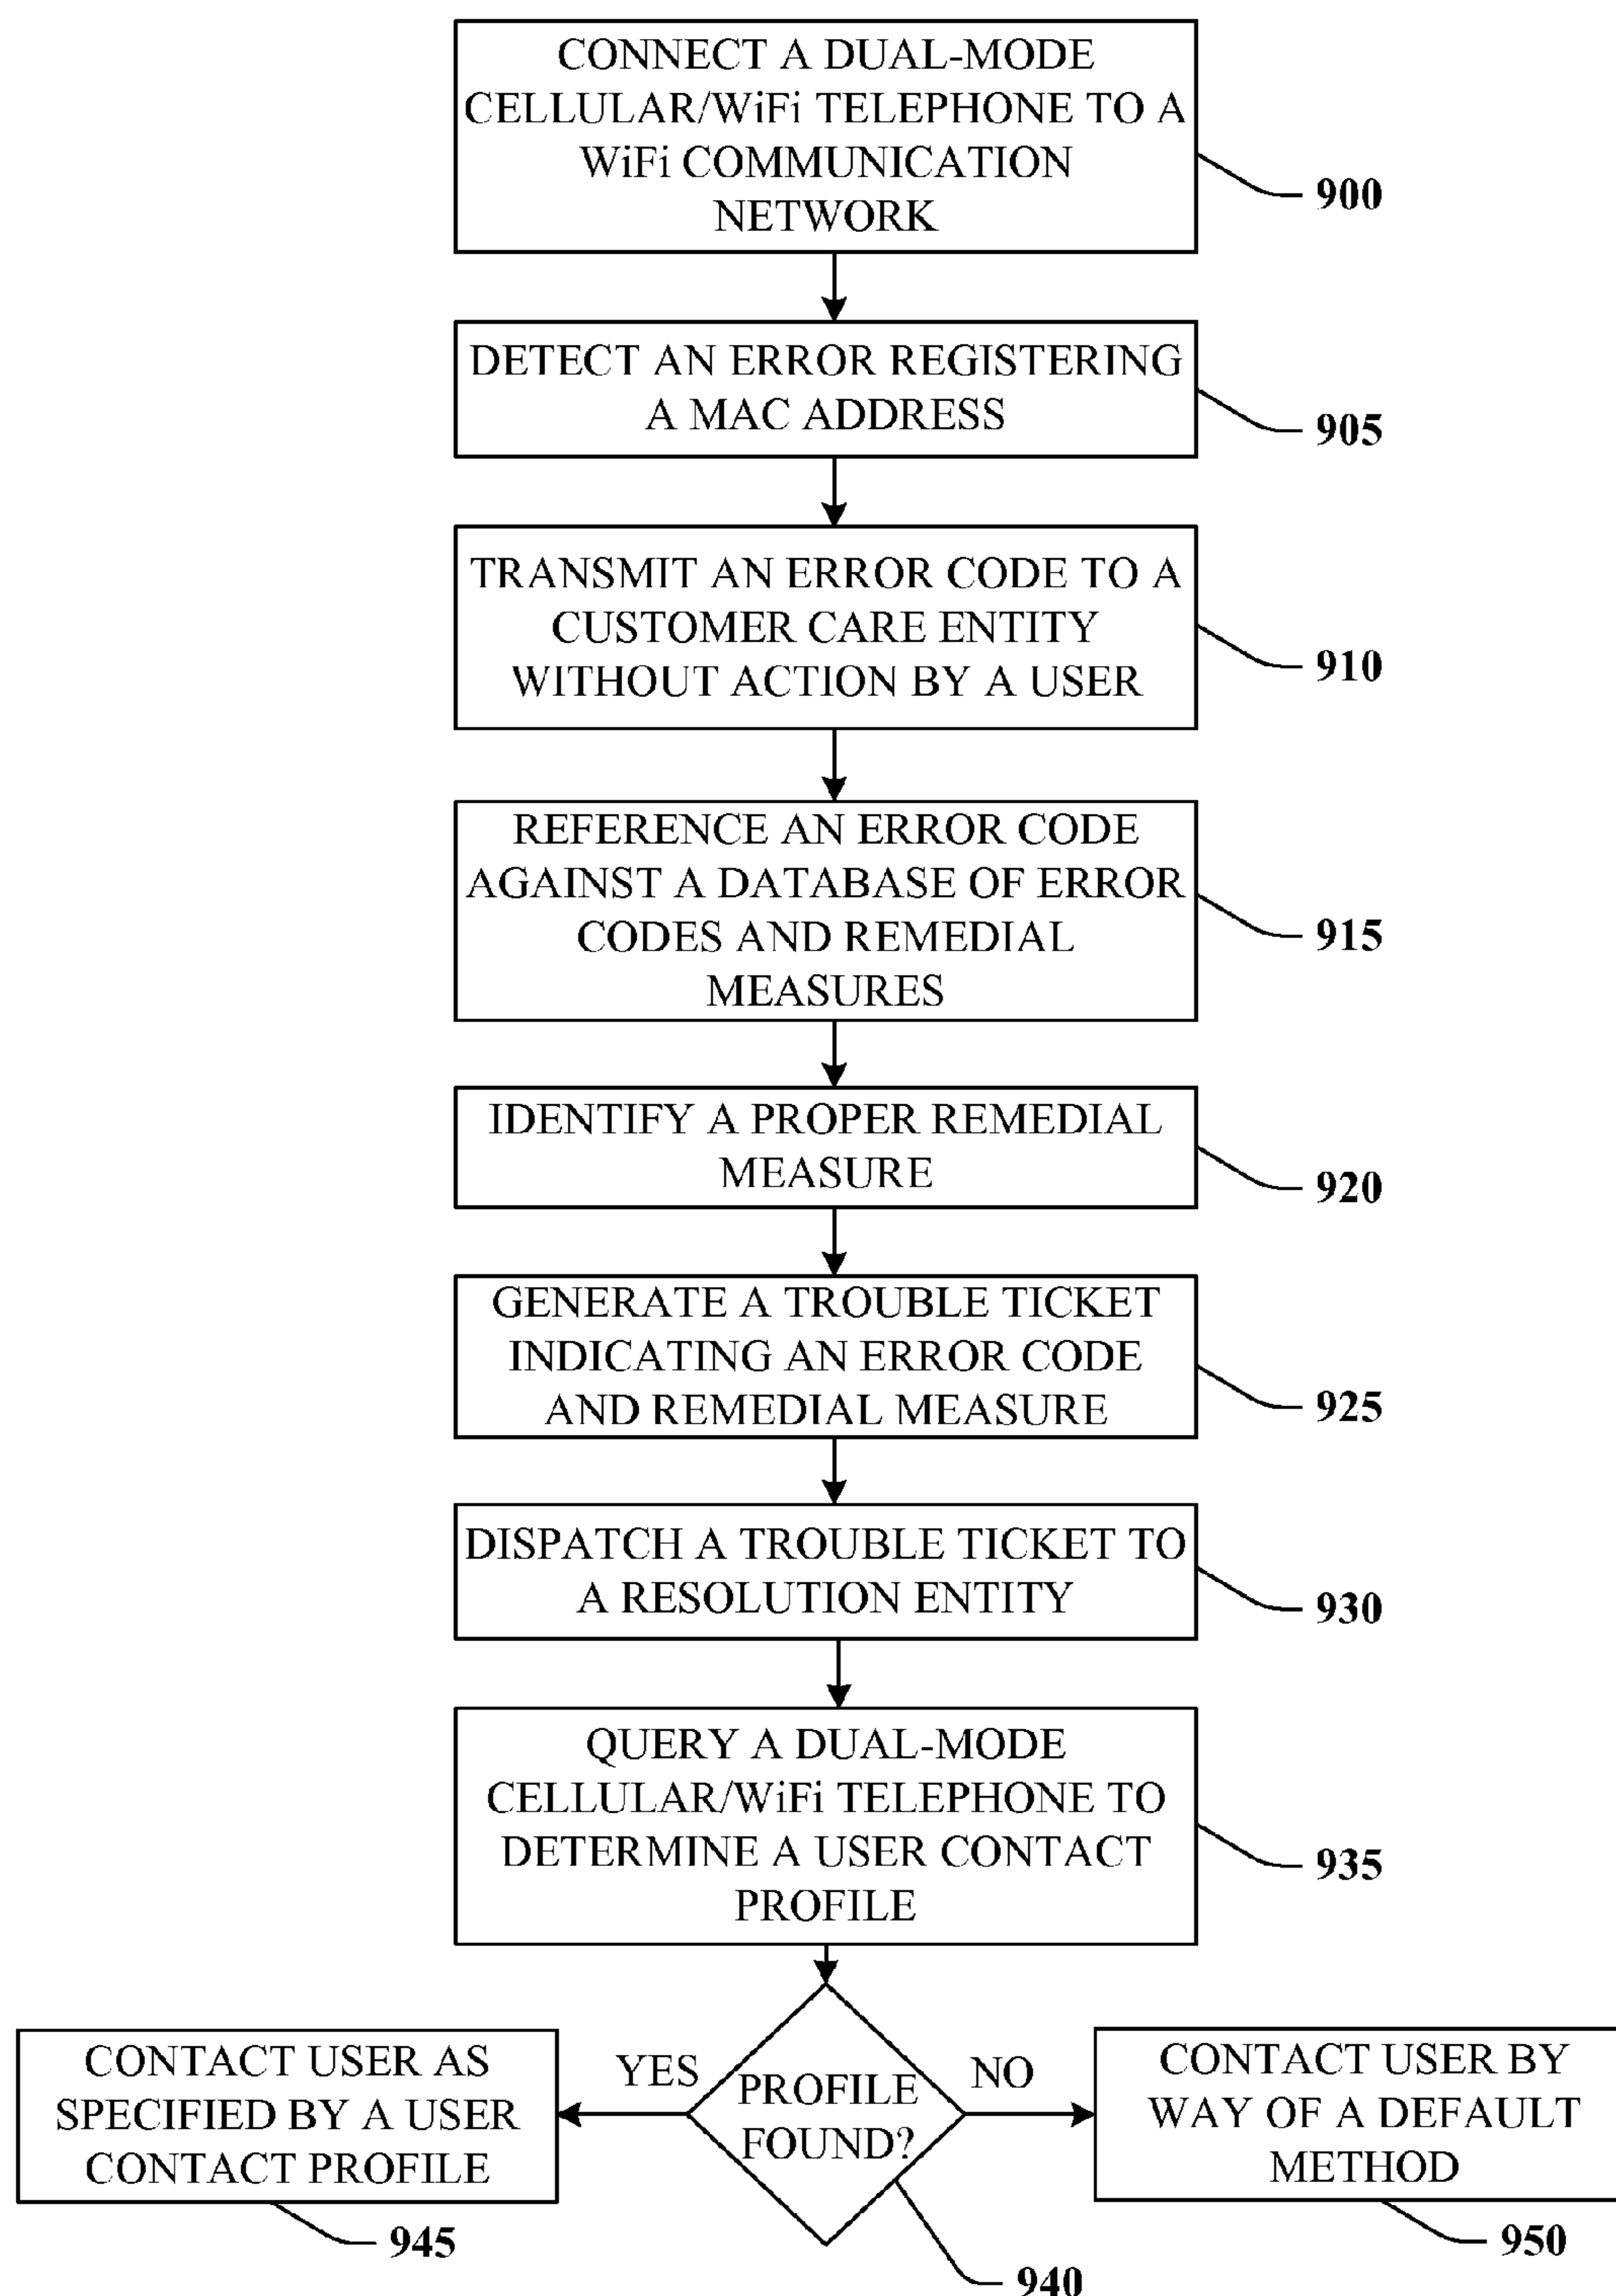 CONNECT A DUAL-MODE
CELLULAR/WiFi TELEPHONE TO A
WiFi COMMUNICATION
NETWORK
900
DETECT AN ERROR REGISTERING
A MAC ADDRESS
905
TRANSMIT AN ERROR CODE TO A
CUSTOMER CARE ENTITY
WITHOUT ACTION BY A USER
910
REFERENCE AN ERROR CODE
AGAINST A DATABASE OF ERROR
CODES AND REMEDIAL
MEASURES
915
IDENTIFY A PROPER REMEDIAL
MEASURE
920
GENERATE A TROUBLE TICKET
INDICATING AN ERROR CODE
AND REMEDIAL MEASURE
925
DISPATCH A TROUBLE TICKET TO
A RESOLUTION ENTITY
930
QUERY A DUAL-MODE
CELLULAR/WiFi TELEPHONE TO
DETERMINE A USER CONTACT
PROFILE
935
CONTACT USER AS
SPECIFIED BY A USER
CONTACT PROFILE
945
YES
PROFILE
FOUND?
940
NO
CONTACT USER BY
WAY OF A DEFAULT
METHOD
950